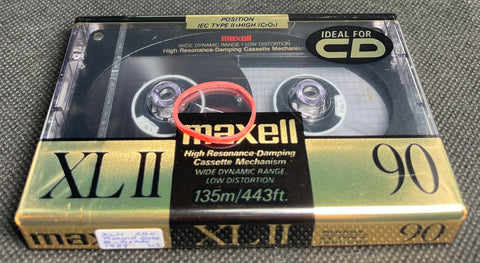 POSITION
IEC TYPE II•HIGH (CrO₂)
IDEAL FOR
CD
maxell
WIDE DYNAMIC RANGE • LOW DISTORTION
High Resonance-Damping Cassette Mechanism
maxell
High Resonance-Damping
Cassette Mechanism
WIDE DYNAMIC RANGE
LOW DISTORTION
135m/443ft.
XLII
90
maxell
XLII
90
XLII
1989